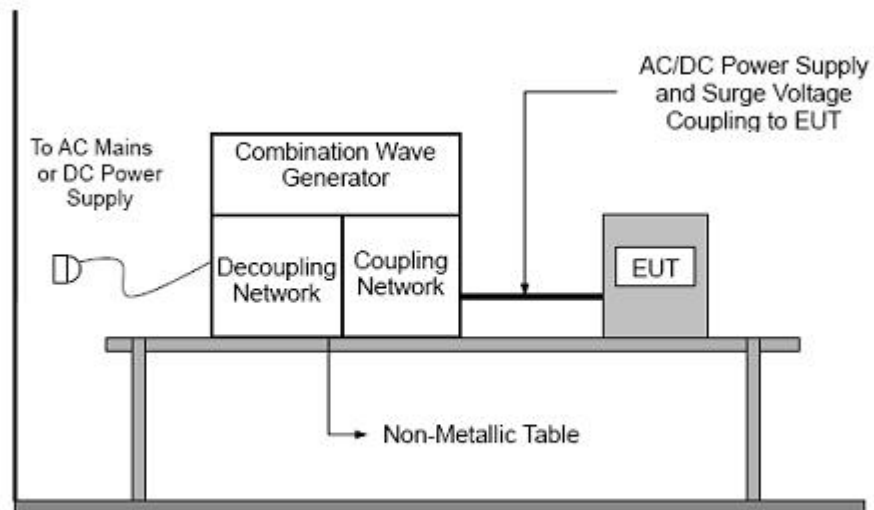 AC/DC Power Supply
and Surge Voltage
Coupling to EUT
To AC Mains
or DC Power
Supply
Combination Wave
Generator
Decoupling
Network
Coupling
Network
EUT
Non-Metallic Table